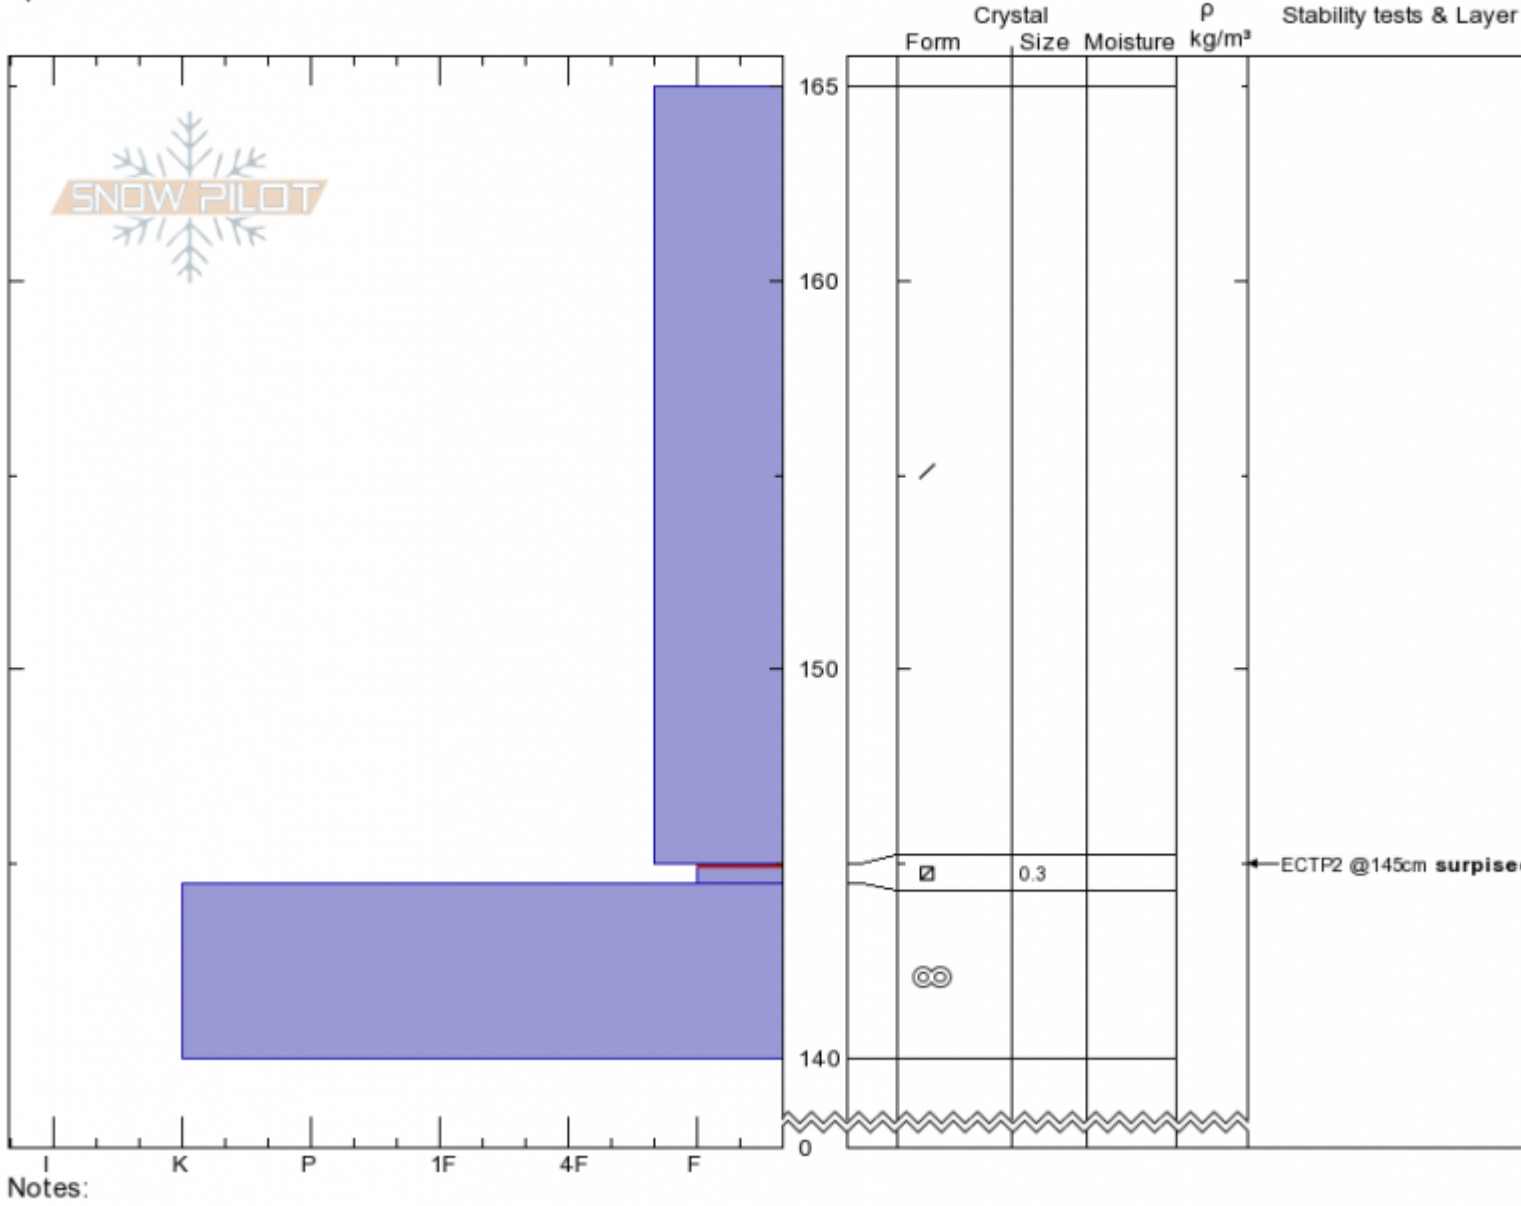 Crystal ρ Stability tests & Layer
Form Size Moisture kg/m³
165
SNOW PILOT
160
150
0.3
ECTP2 @145cm
140
0
I K P 1F 4F F
Notes: